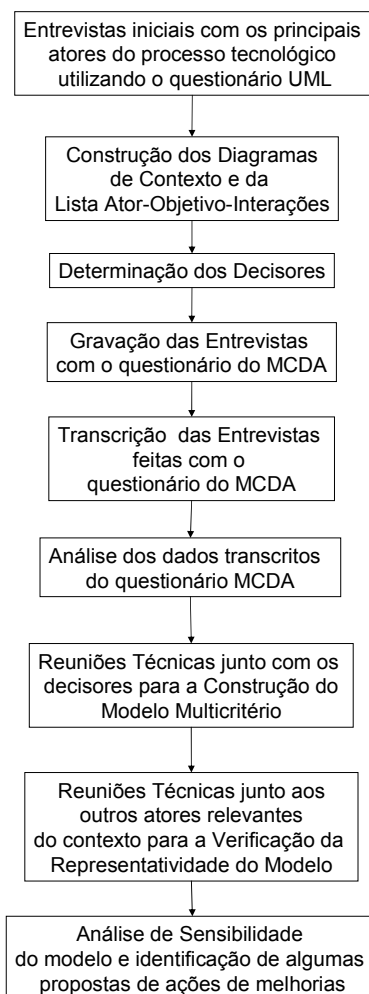 Entrevistas iniciais com os principais
atores do processo tecnológico
utilizando o questionário UML
Construção dos Diagramas
de Contexto e da
Lista Ator-Objetivo-Interações
Determinação dos Decisores
Gravação das Entrevistas
com o questionário do MCDA
Transcrição das Entrevistas
feitas com o
questionário do MCDA
Análise dos dados transcritos
do questionário MCDA
Reuniões Técnicas junto com os
decisores para a Construção do
Modelo Multicritério
Reuniões Técnicas junto aos
outros atores relevantes
do contexto para a Verificação da
Representatividade do Modelo
Análise de Sensibilidade
do modelo e identificação de algumas
propostas de ações de melhorias